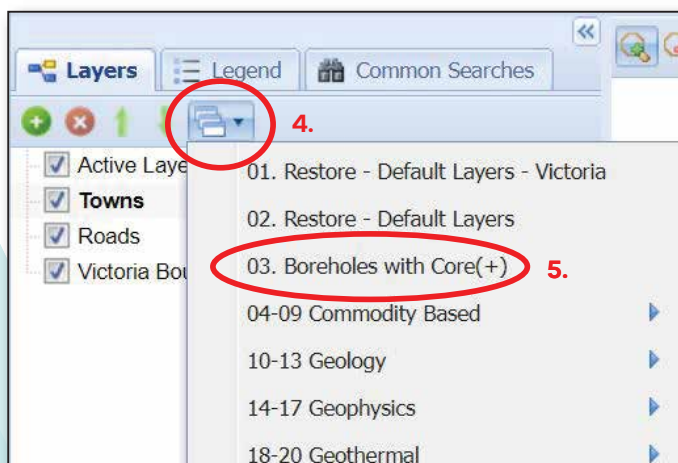 Layers Legend Common Searches
4.
Active Laye
01. Restore - Default Layers - Victoria
Towns
02. Restore - Default Layers
Roads
03. Boreholes with Core(+) 5.
Victoria Bou
04-09 Commodity Based
10-13 Geology
14-17 Geophysics
18-20 Geothermal